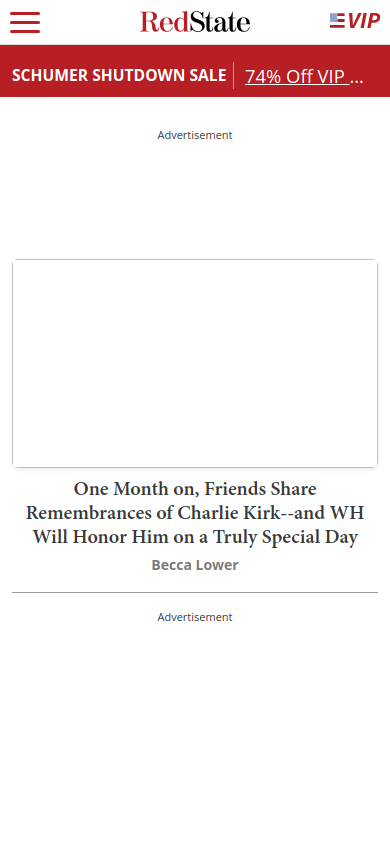 RedState
VIP
SCHUMER SHUTDOWN SALE
74% Off VIP ...
Advertisement
One Month on, Friends Share
Remembrances of Charlie Kirk--and WH
Will Honor Him on a Truly Special Day
Becca Lower
Advertisement